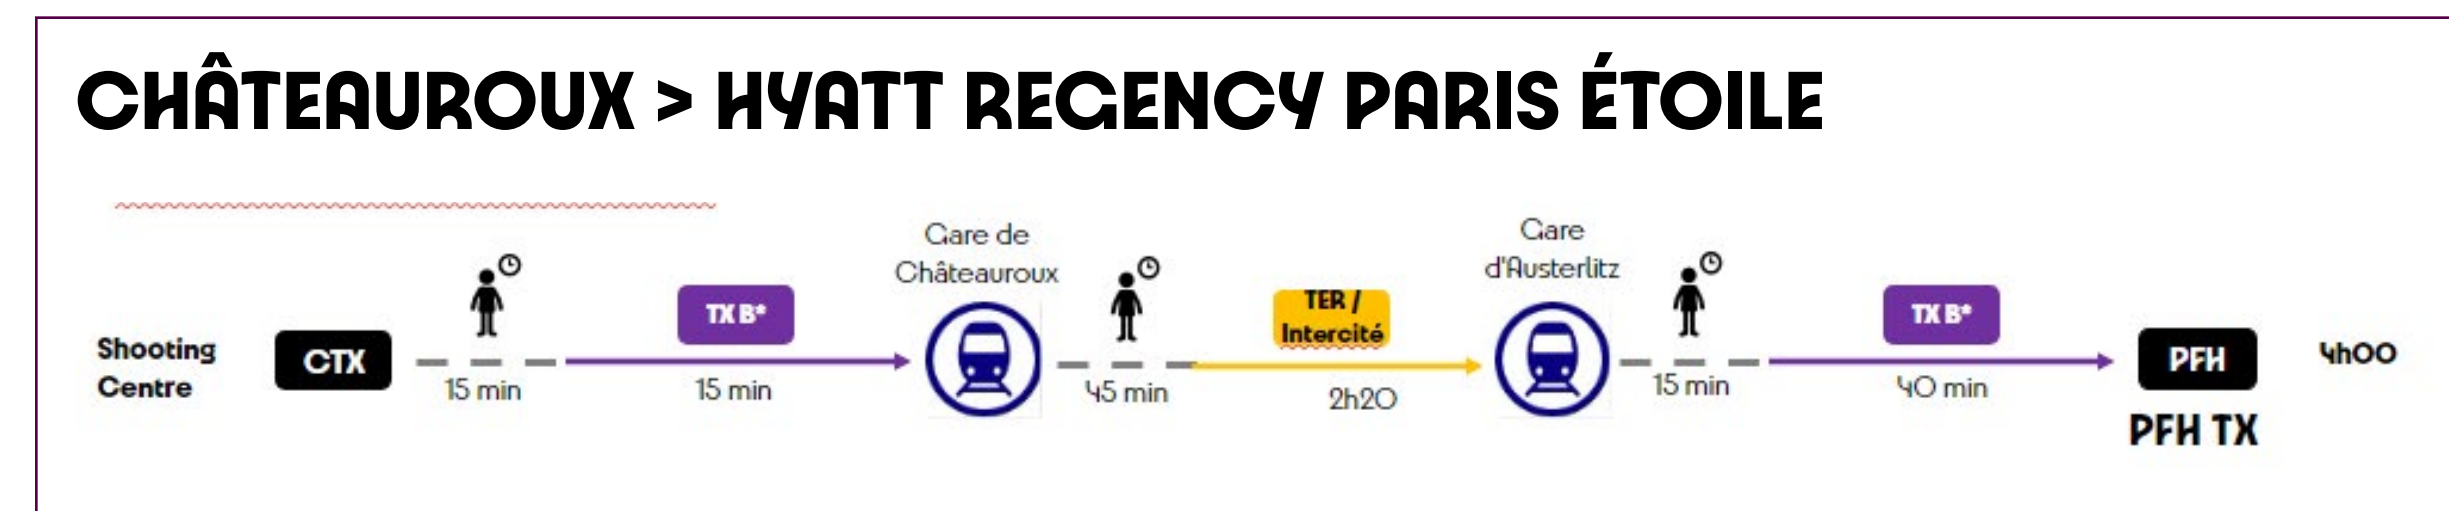 CHÂTEAUROUX > HYATT REGENCY PARIS ÉTOILE
Shooting
Centre
CTX
15 min
TX B*
15 min
Gare de
Châteauroux
45 min
TER /
Intercité
2h20
Gare
d'Austerlitz
15 min
TX B*
40 min
PFH
PFH TX
4h00